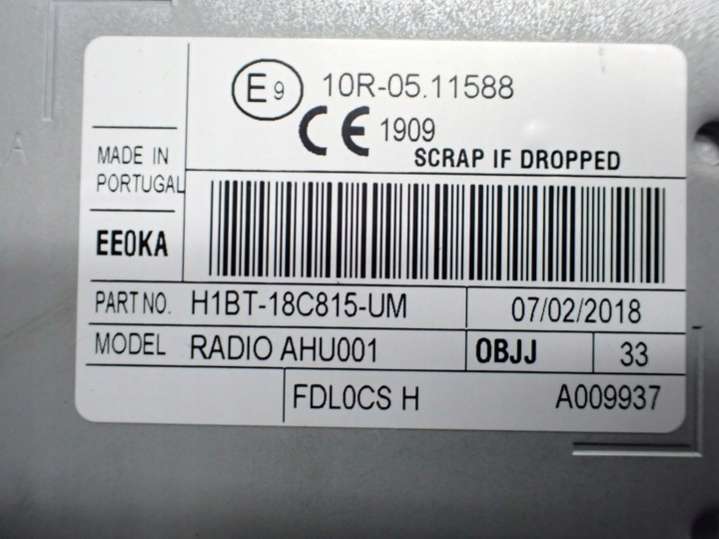 E9 10R-05.11588
CE 1909
SCRAP IF DROPPED
MADE IN
PORTUGAL
EE0KA
PART NO. H1BT-18C815-UM 07/02/2018
MODEL RADIO AHU001 0BJJ 33
FDL0CS H A009937
A